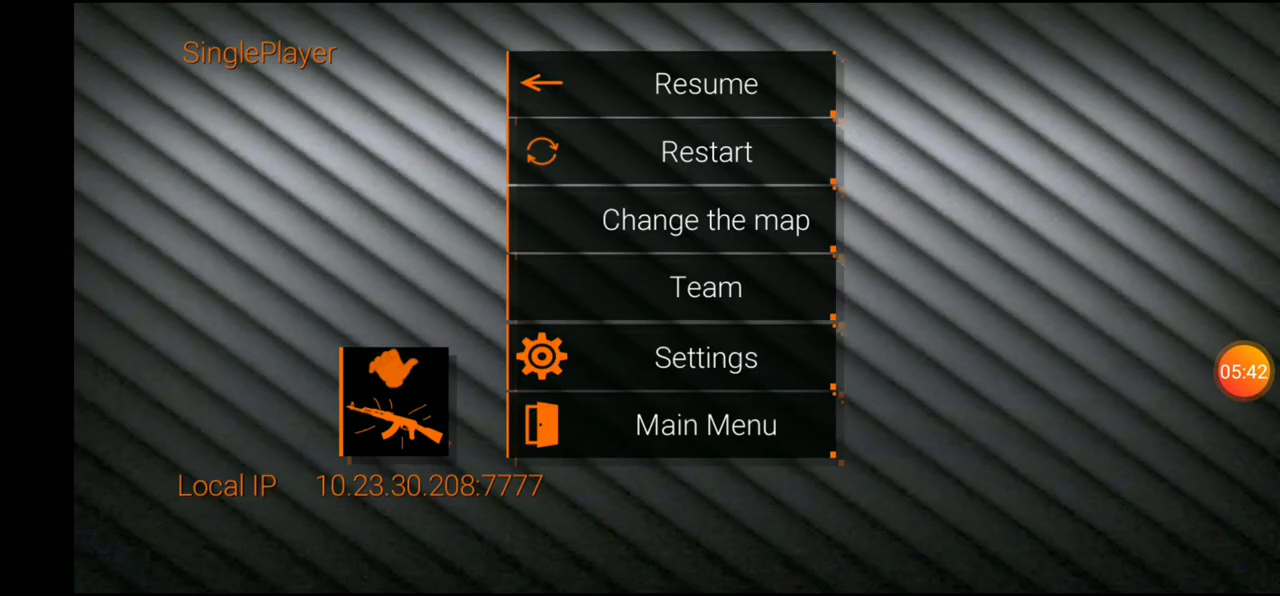 SinglePlayer
Resume
Restart
Change the map
Team
Settings
05:42
Main Menu
Local IP 10.23.30.208:7777